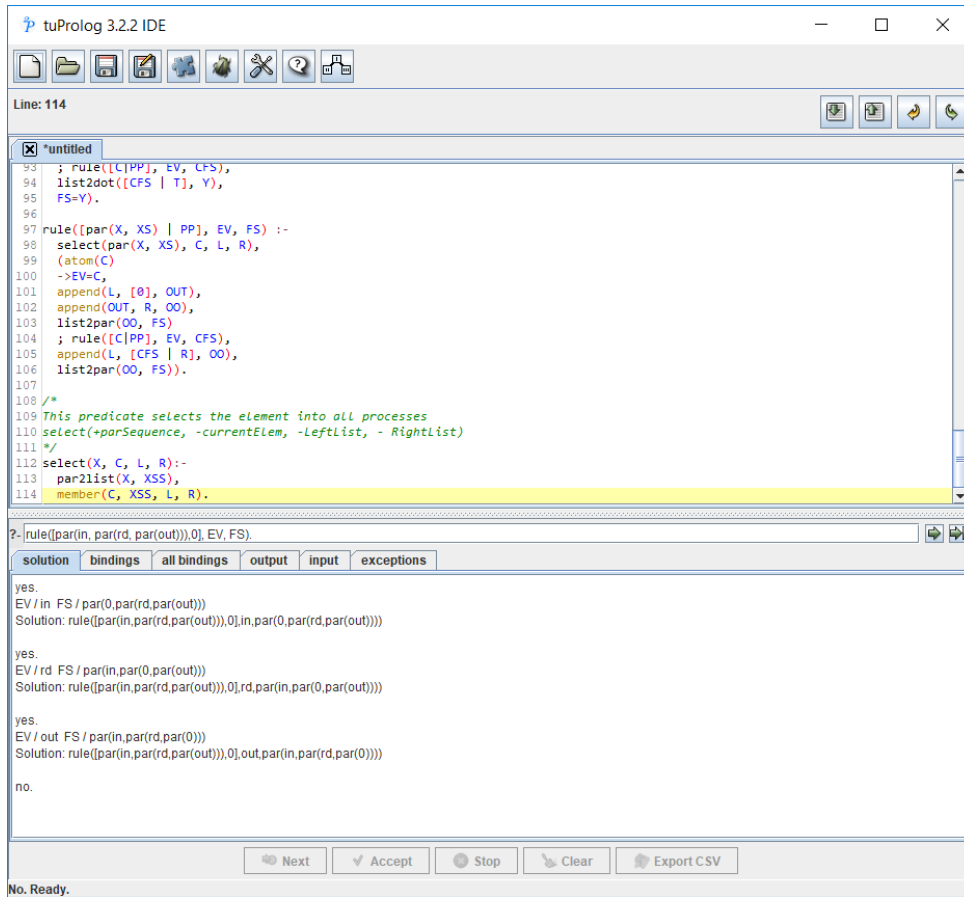 tuProlog 3.2.2 IDE
Line: 114
*untitled
93 ; rule([C|PP], EV, CFS),
94 list2dot([CFS | T], Y),
95 FS=Y).
96
97 rule([par(X, XS) | PP], EV, FS) :-
98 select(par(X, XS), C, L, R),
99 (atom(C)
100 ->EV=C,
101 append(L, [0], OUT),
102 append(OUT, R, OO),
103 list2par(OO, FS)
104 ; rule([C|PP], EV, CFS),
105 append(L, [CFS | R], OO),
106 list2par(OO, FS)).
107
108 /*
109 This predicate selects the element into all processes
110 select(+parSequence, -currentElem, -LeftList, - RightList)
111 */
112 select(X, C, L, R):-
113 par2list(X, XSS),
114 member(C, XSS, L, R).
?- rule([par(in, par(rd, par(out))),0], EV, FS).
solution bindings all bindings output input exceptions
yes.
EV / in FS / par(0,par(rd,par(out)))
Solution: rule([par(in,par(rd,par(out))),0],in,par(0,par(rd,par(out))))
yes.
EV / rd FS / par(in,par(0,par(out)))
Solution: rule([par(in,par(rd,par(out))),0],rd,par(in,par(0,par(out))))
yes.
EV / out FS / par(in,par(rd,par(0)))
Solution: rule([par(in,par(rd,par(out))),0],out,par(in,par(rd,par(0))))
no.
Next Accept Stop Clear Export CSV
No. Ready.